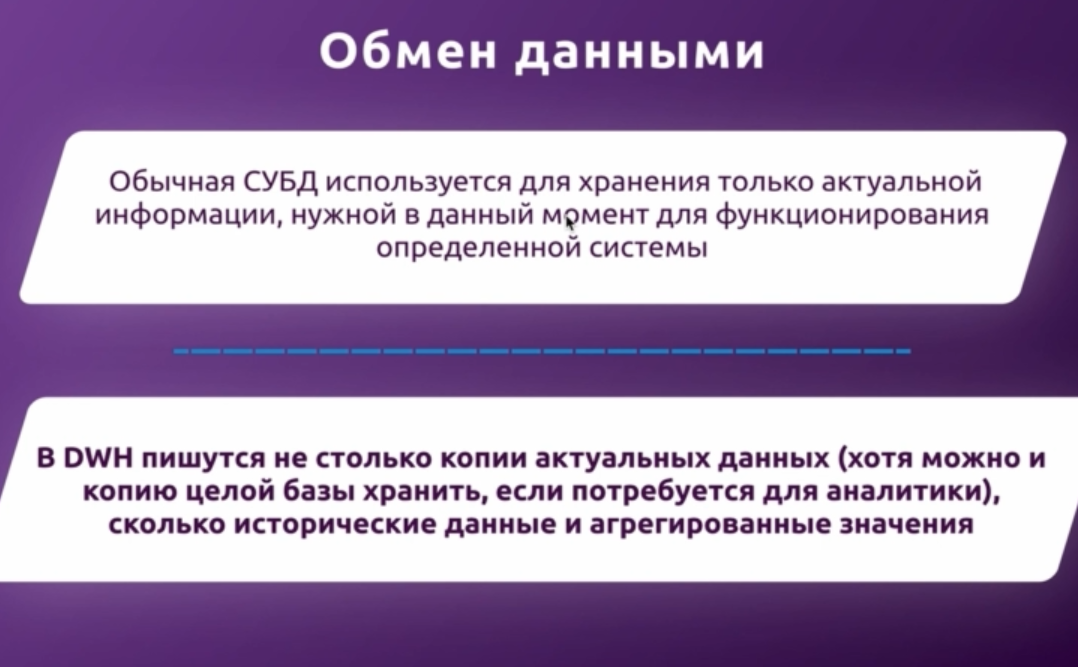 Обмен данными
Обычная СУБД используется для хранения только актуальной
информации, нужной в данный момент для функционирования
определенной системы
В DWH пишутся не столько копии актуальных данных (хотя можно и
копию целой базы хранить, если потребуется для аналитики),
сколько исторические данные и агрегированные значения